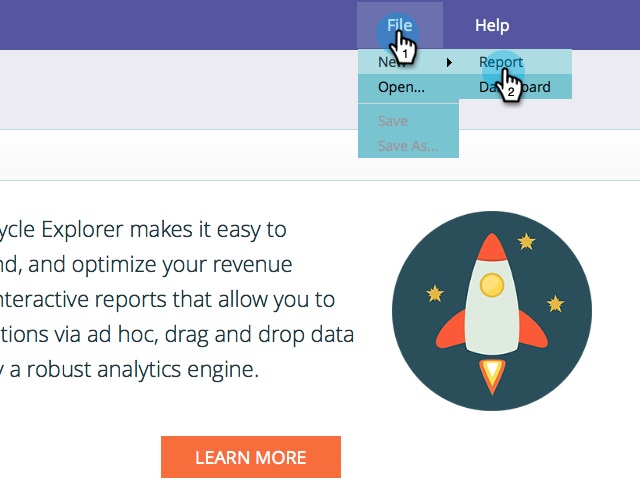 File Help
1
New Report
2
Open... Dashboard
Save
Save As...
ycle Explorer makes it easy to
nd, and optimize your revenue
nteractive reports that allow you to
tions via ad hoc, drag and drop data
y a robust analytics engine.
LEARN MORE